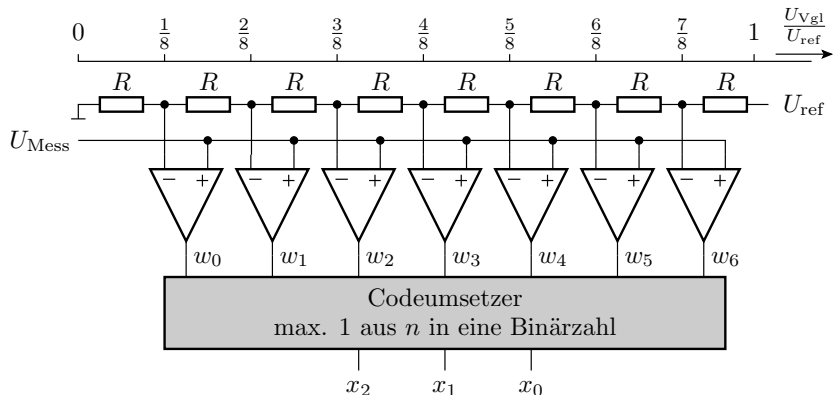 0 1/8 2/8 3/8 4/8 5/8 6/8 7/8 1 U_Vgl/U_ref
R R R R R R R R
U_ref
U_Mess
− + − + − + − + − + − + − +
w_0 w_1 w_2 w_3 w_4 w_5 w_6
Codeumsetzer
max. 1 aus n in eine Binärzahl
x_2 x_1 x_0